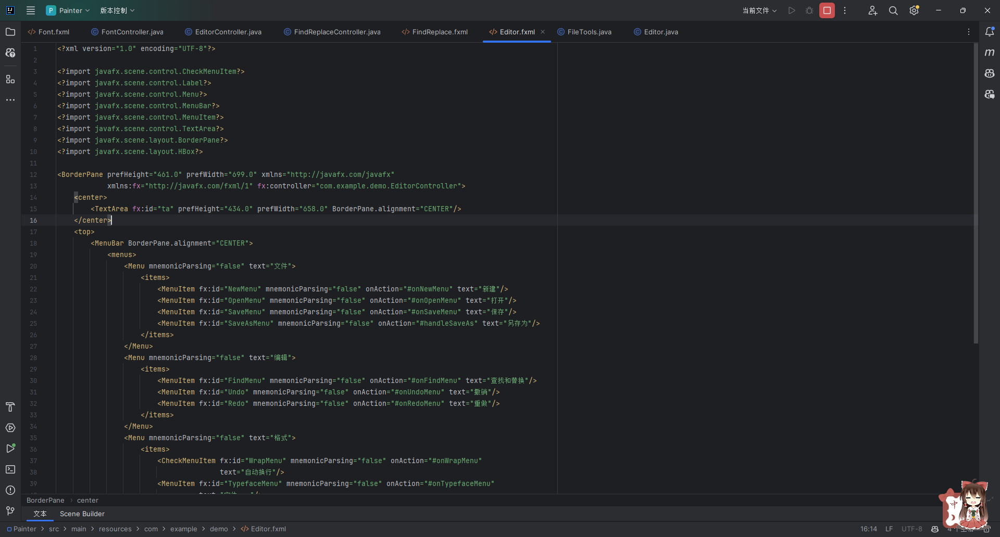 Painter 版本控制 当前文件
Font.fxml FontController.java EditorController.java FindReplaceController.java FindReplace.fxml Editor.fxml FileTools.java Editor.java
1 <?xml version="1.0" encoding="UTF-8"?>
2
3 <?import javafx.scene.control.CheckMenuItem?>
4 <?import javafx.scene.control.Label?>
5 <?import javafx.scene.control.Menu?>
6 <?import javafx.scene.control.MenuBar?>
7 <?import javafx.scene.control.MenuItem?>
8 <?import javafx.scene.control.TextArea?>
9 <?import javafx.scene.layout.BorderPane?>
10 <?import javafx.scene.layout.HBox?>
11
12 <BorderPane prefHeight="461.0" prefWidth="699.0" xmlns="http://javafx.com/javafx"
13 xmlns:fx="http://javafx.com/fxml/1" fx:controller="com.example.demo.EditorController">
14 <center>
15 <TextArea fx:id="ta" prefHeight="434.0" prefWidth="658.0" BorderPane.alignment="CENTER"/>
16 </center>
17 <top>
18 <MenuBar BorderPane.alignment="CENTER">
19 <menus>
20 <Menu mnemonicParsing="false" text="文件">
21 <items>
22 <MenuItem fx:id="NewMenu" mnemonicParsing="false" onAction="#onNewMenu" text="新建"/>
23 <MenuItem fx:id="OpenMenu" mnemonicParsing="false" onAction="#onOpenMenu" text="打开"/>
24 <MenuItem fx:id="SaveMenu" mnemonicParsing="false" onAction="#onSaveMenu" text="保存"/>
25 <MenuItem fx:id="SaveAsMenu" mnemonicParsing="false" onAction="#handleSaveAs" text="另存为"/>
26 </items>
27 </Menu>
28 <Menu mnemonicParsing="false" text="编辑">
29 <items>
30 <MenuItem fx:id="FindMenu" mnemonicParsing="false" onAction="#onFindMenu" text="查找和替换"/>
31 <MenuItem fx:id="Undo" mnemonicParsing="false" onAction="#onUndoMenu" text="撤销"/>
32 <MenuItem fx:id="Redo" mnemonicParsing="false" onAction="#onRedoMenu" text="重做"/>
33 </items>
34 </Menu>
35 <Menu mnemonicParsing="false" text="格式">
36 <items>
37 <CheckMenuItem fx:id="WrapMenu" mnemonicParsing="false" onAction="#onWrapMenu"
38 text="自动换行"/>
39 <MenuItem fx:id="TypefaceMenu" mnemonicParsing="false" onAction="#onTypefaceMenu"
BorderPane center
文本 Scene Builder
Painter src main resources com example demo Editor.fxml 16:14 LF UTF-8
中